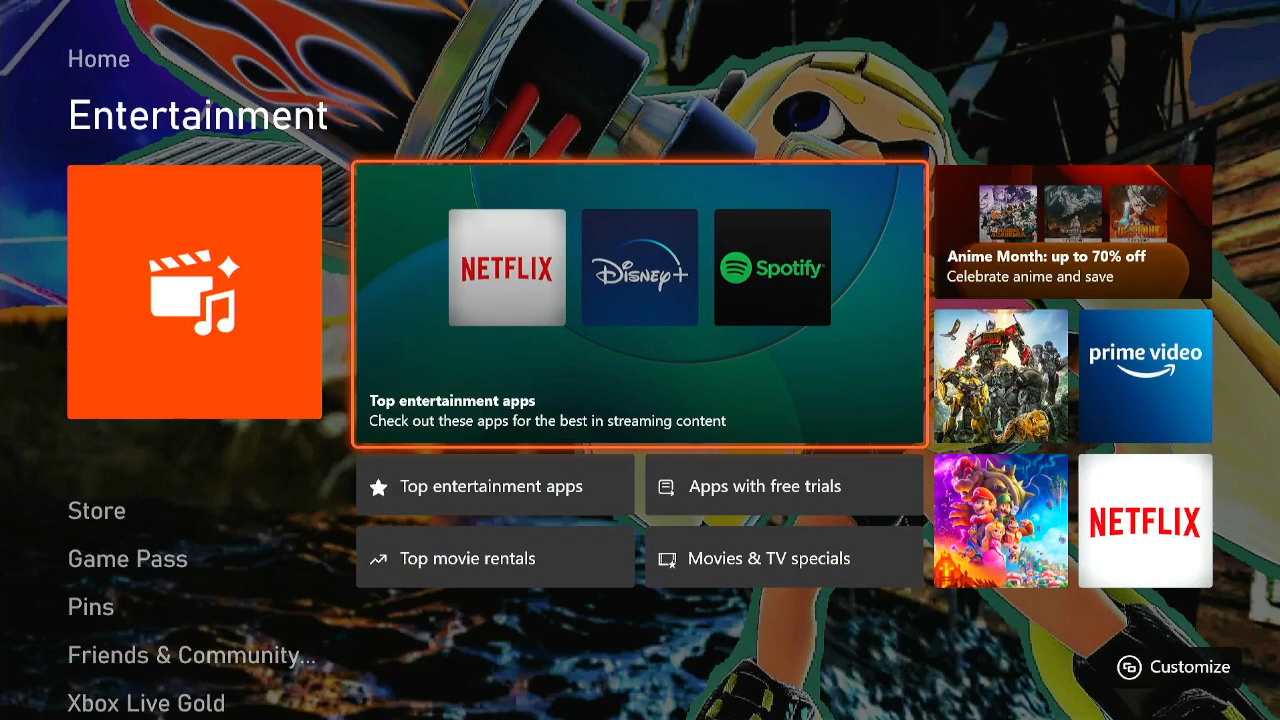 Home
Entertainment
NETFLIX
Disney+
Spotify
Top entertainment apps
Check out these apps for the best in streaming content
Anime Month: up to 70% off
Celebrate anime and save
prime video
Top entertainment apps
Apps with free trials
Top movie rentals
Movies & TV specials
NETFLIX
Store
Game Pass
Pins
Friends & Community...
Xbox Live Gold
Customize